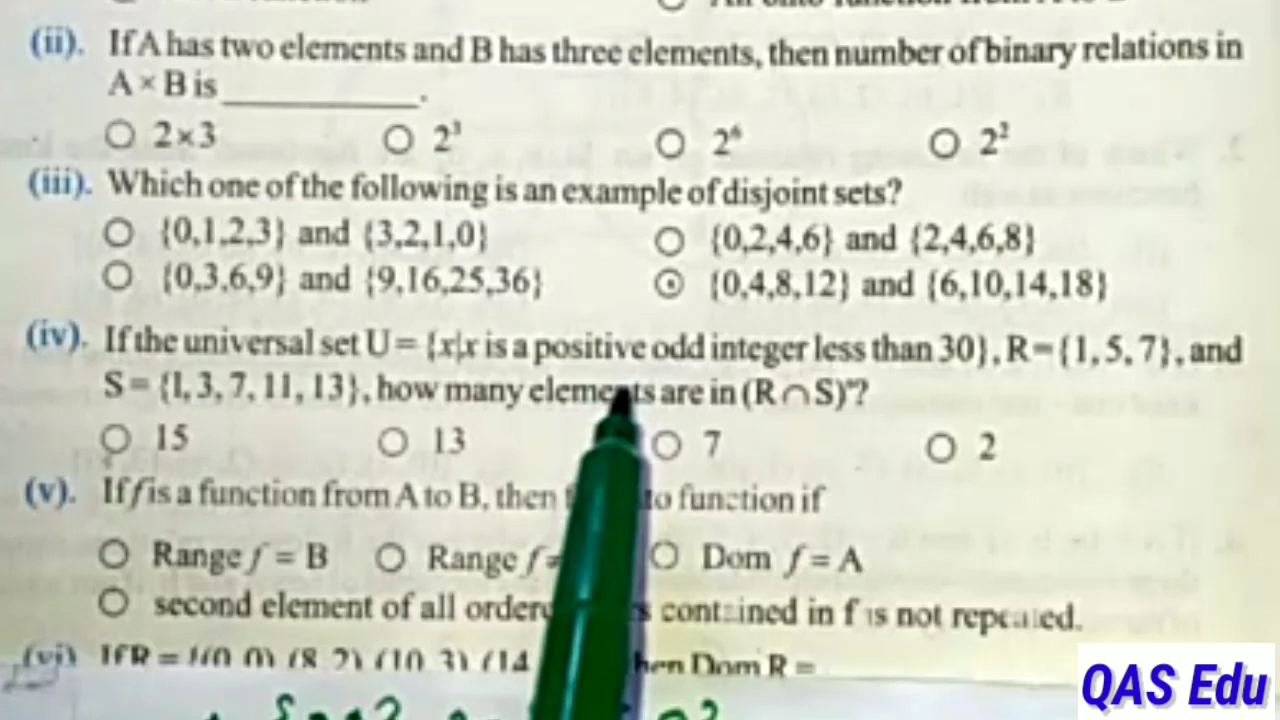 (ii). If A has two elements and B has three elements, then number of binary relations in
A × B is __________.
○ 2×3 ○ 2³ ○ 2⁶ ○ 2²
(iii). Which one of the following is an example of disjoint sets?
○ {0,1,2,3} and {3,2,1,0} ○ {0,2,4,6} and {2,4,6,8}
○ {0,3,6,9} and {9,16,25,36} ⊙ {0,4,8,12} and {6,10,14,18}
(iv). If the universal set U = {x|x is a positive odd integer less than 30}, R = {1, 5, 7}, and
S = {1, 3, 7, 11, 13}, how many elements are in (R ∩ S)ᶜ?
○ 15 ○ 13 ○ 7 ○ 2
(v). If f is a function from A to B, then function if
○ Range f = B ○ Range f ○ Dom f = A
○ second element of all contained in f is not repeated.
(vi) If R = Dom R =
QAS Edu